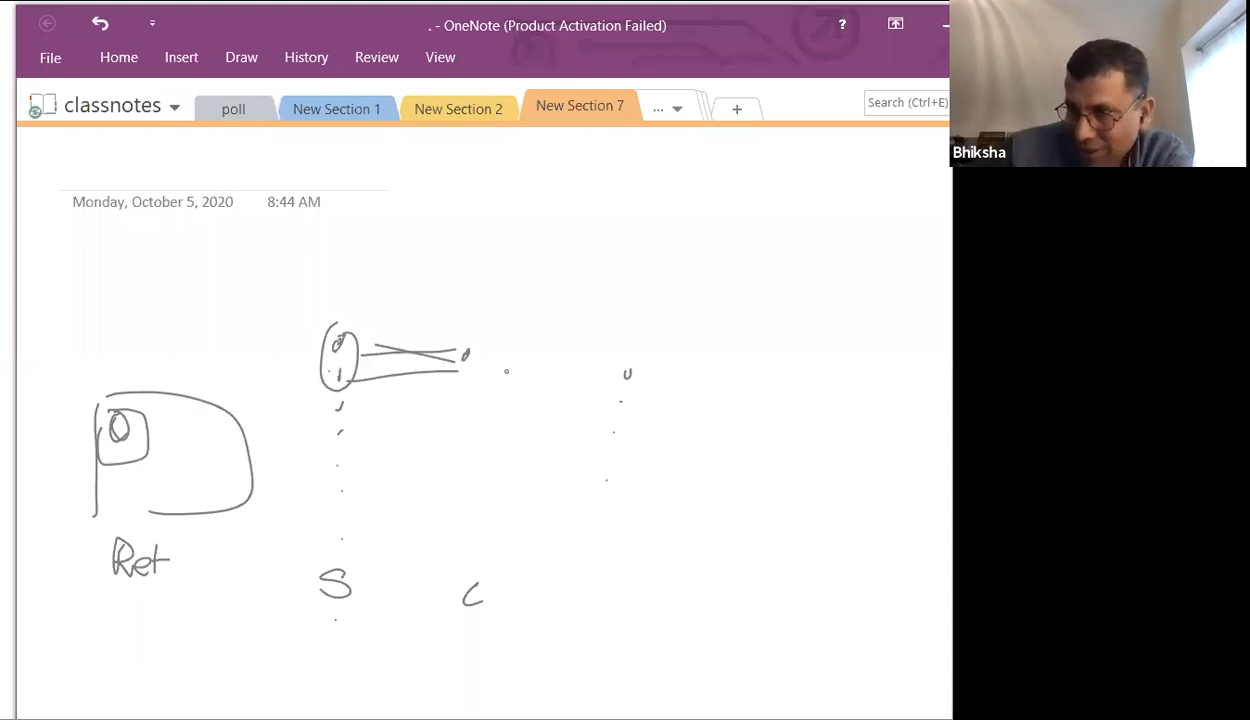 . - OneNote (Product Activation Failed)
?
File Home Insert Draw History Review View
classnotes poll New Section 1 New Section 2 New Section 7 ... + Search (Ctrl+E)
Bhiksha
Monday, October 5, 2020 8:44 AM
Ret
S C